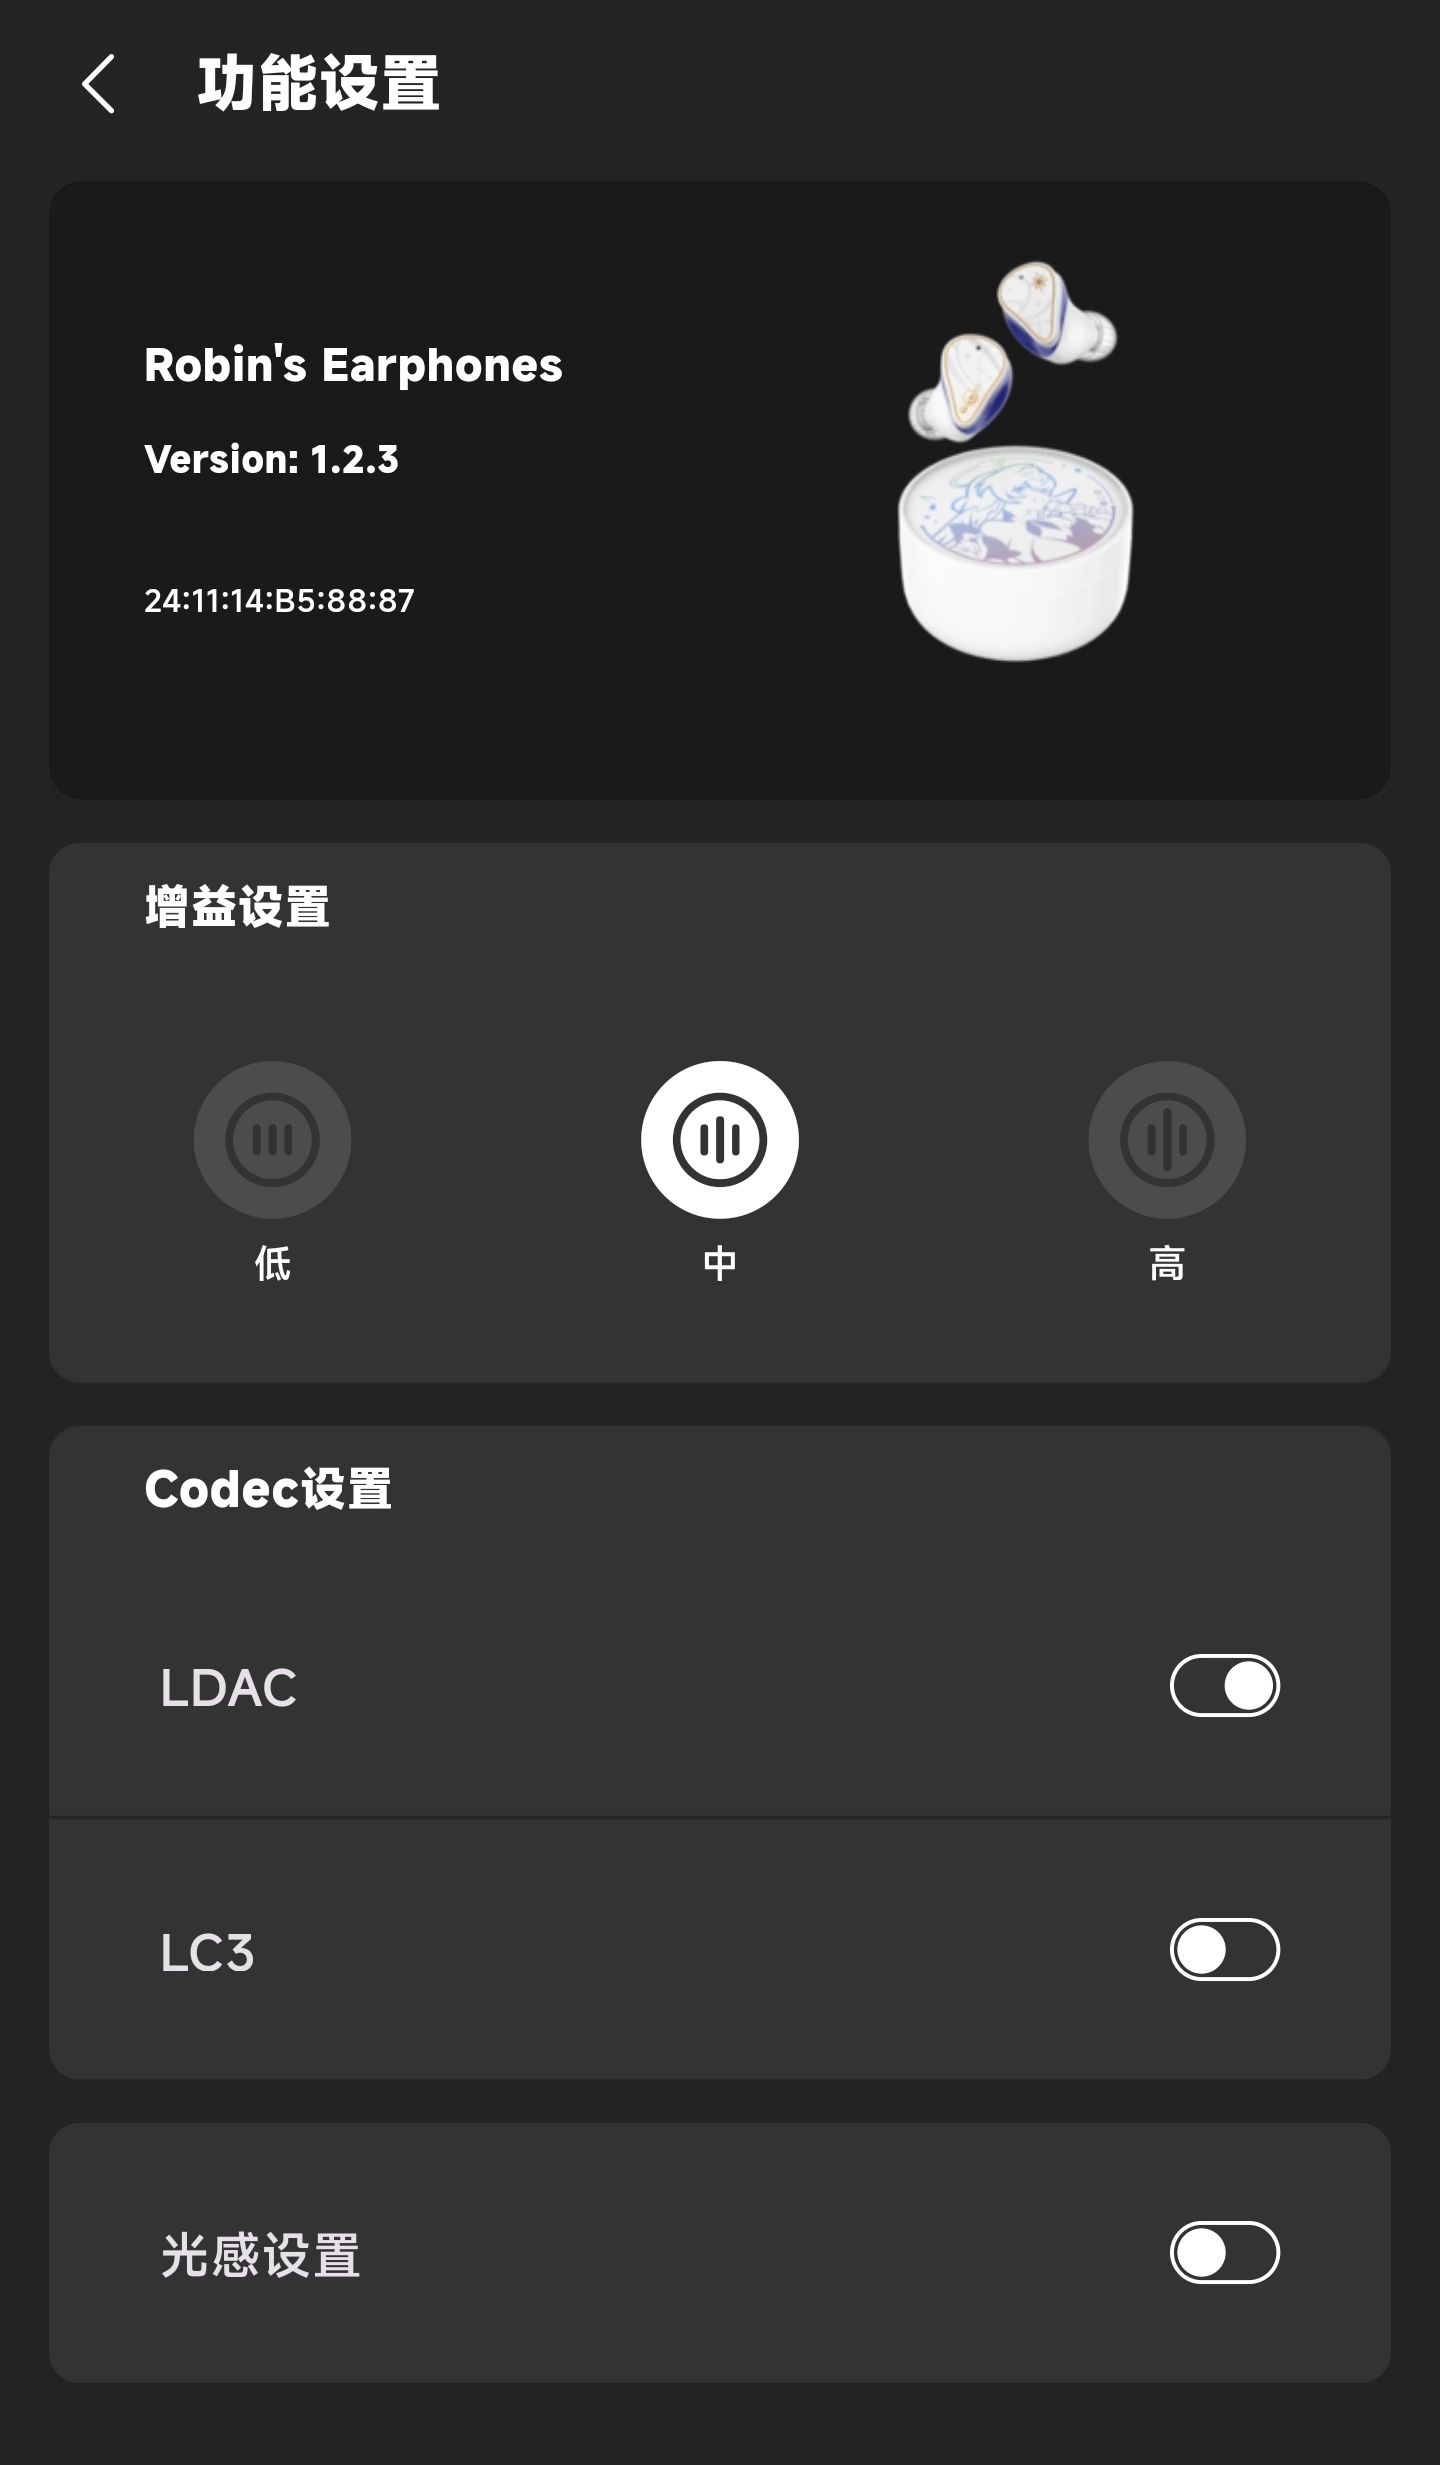 功能设置
Robin's Earphones
Version: 1.2.3
24:11:14:B5:88:87
增益设置
低
中
高
Codec设置
LDAC
LC3
光感设置